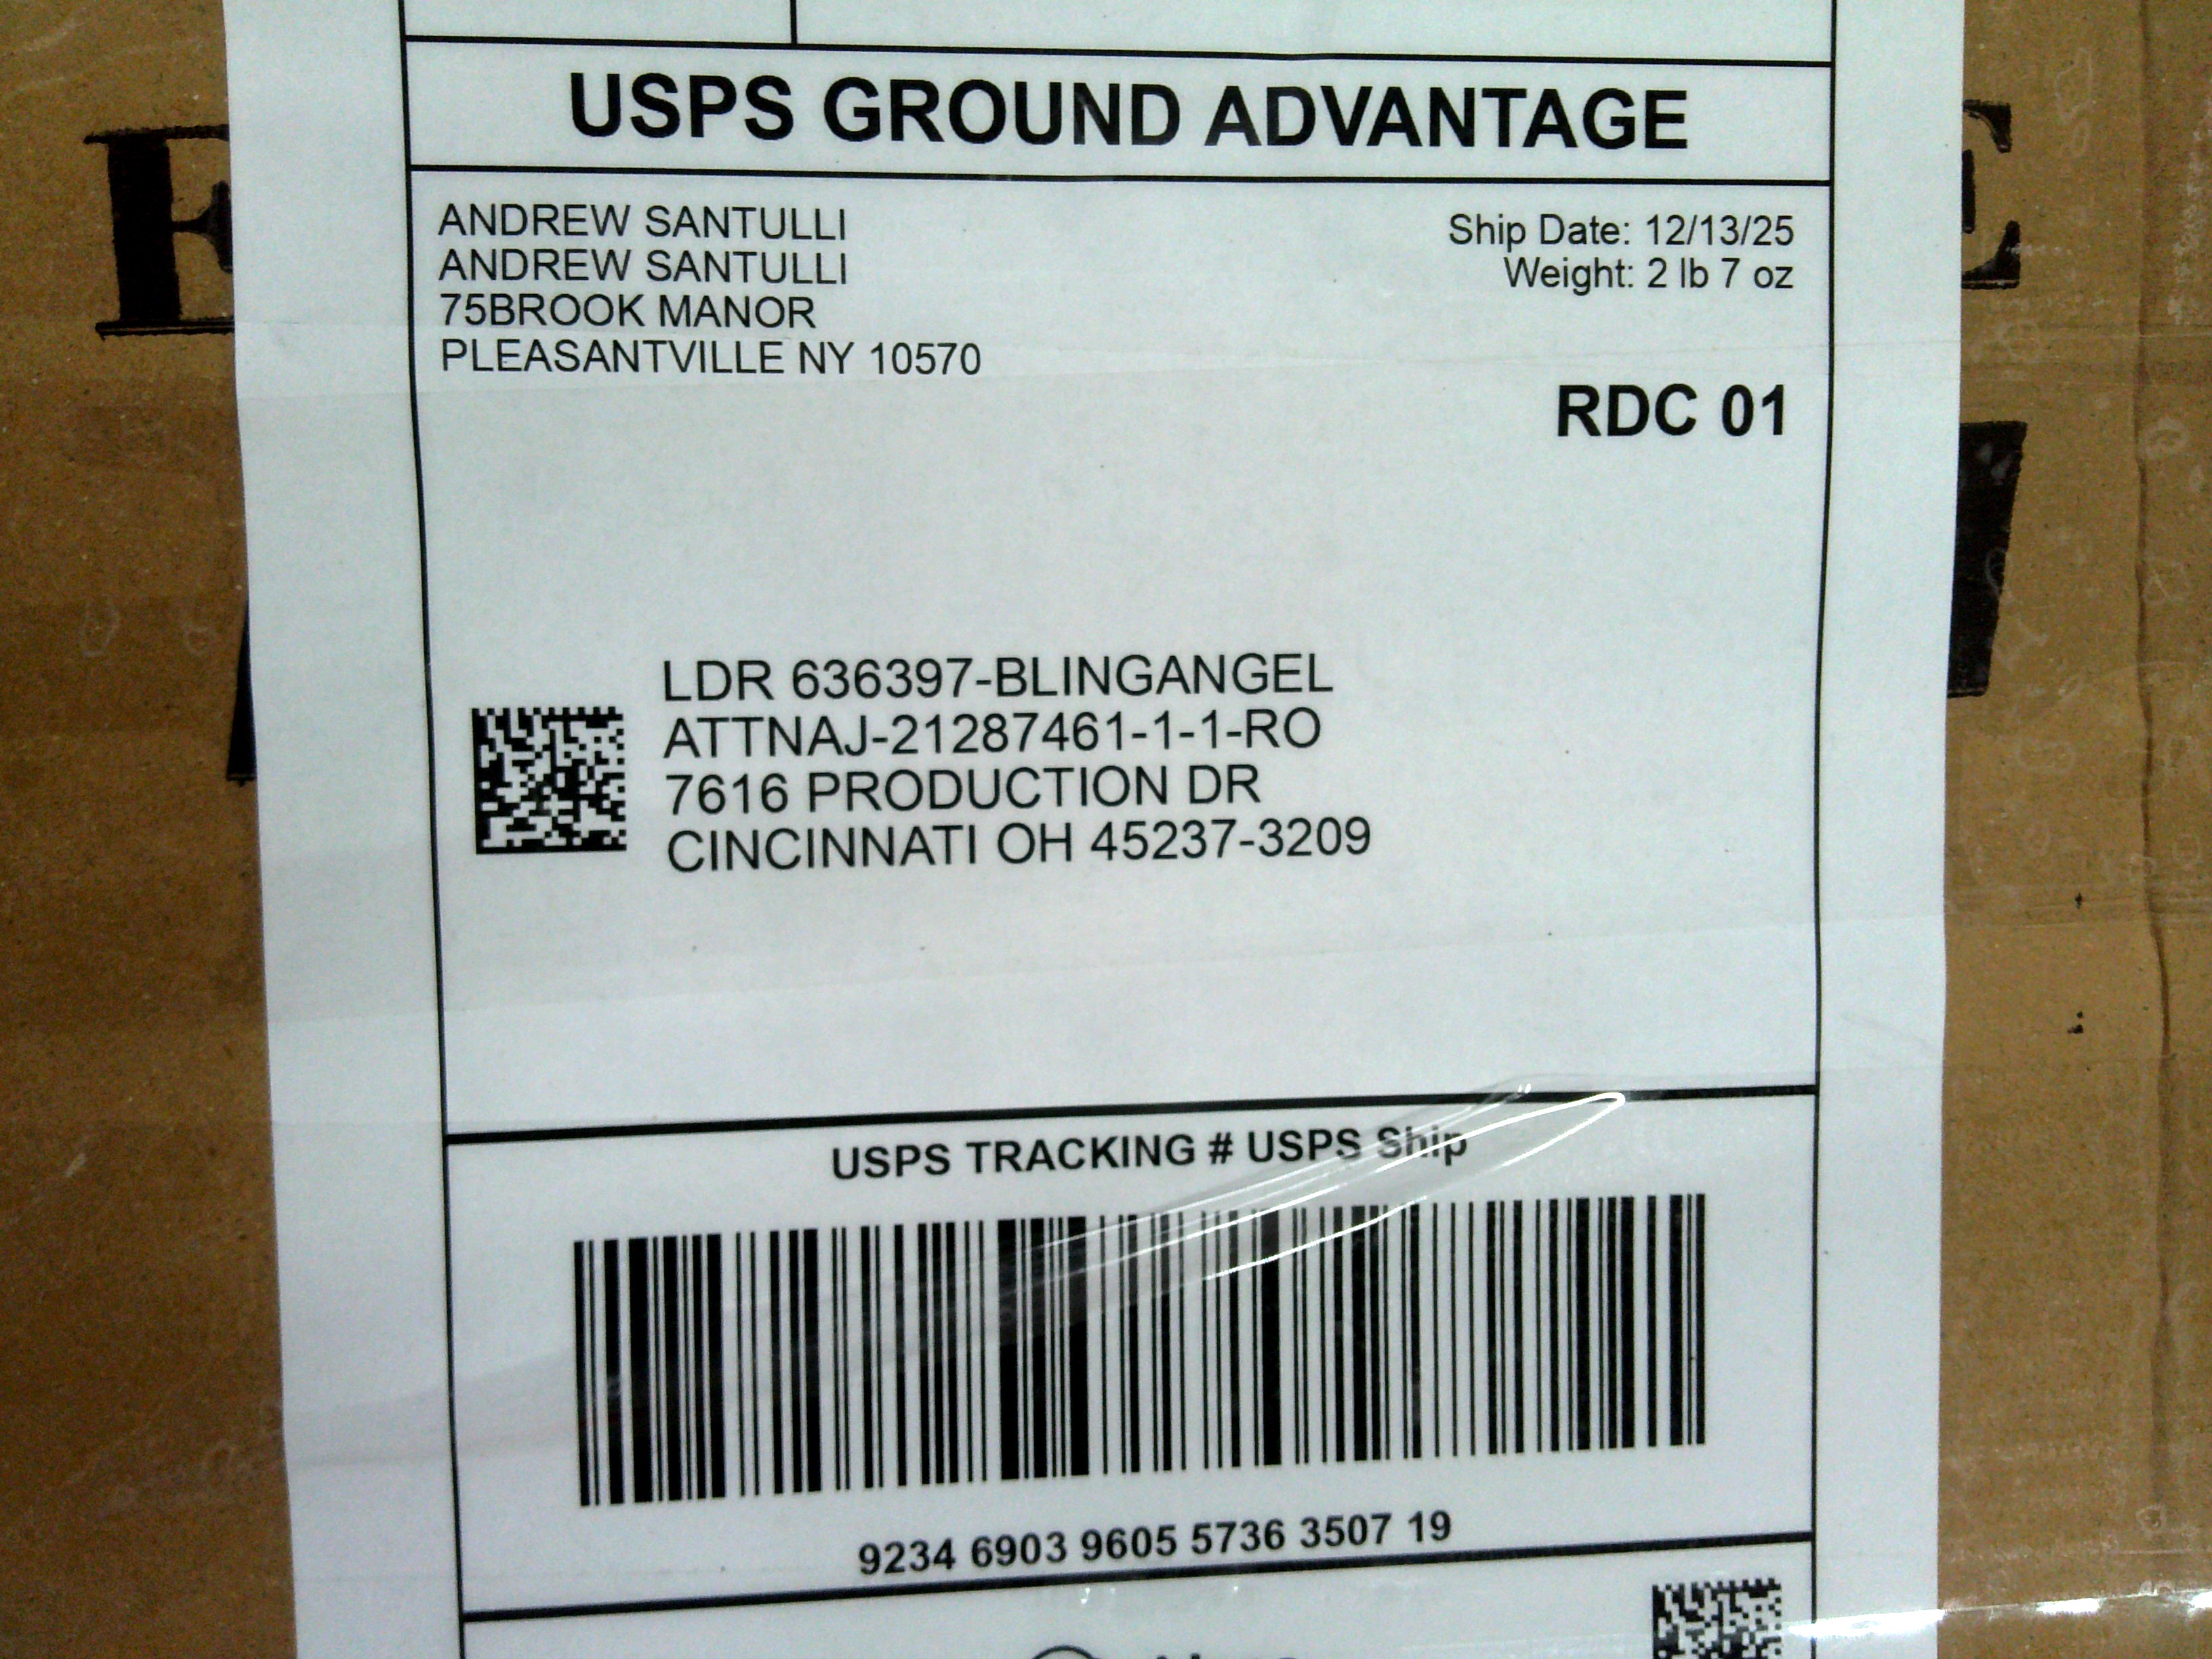 USPS GROUND ADVANTAGE
ANDREW SANTULLI
ANDREW SANTULLI
75BROOK MANOR
PLEASANTVILLE NY 10570
Ship Date: 12/13/25
Weight: 2 lb 7 oz
RDC 01
LDR 636397-BLINGANGEL
ATTNAJ-21287461-1-1-RO
7616 PRODUCTION DR
CINCINNATI OH 45237-3209
USPS TRACKING # USPS Ship
9234 6903 9605 5736 3507 19